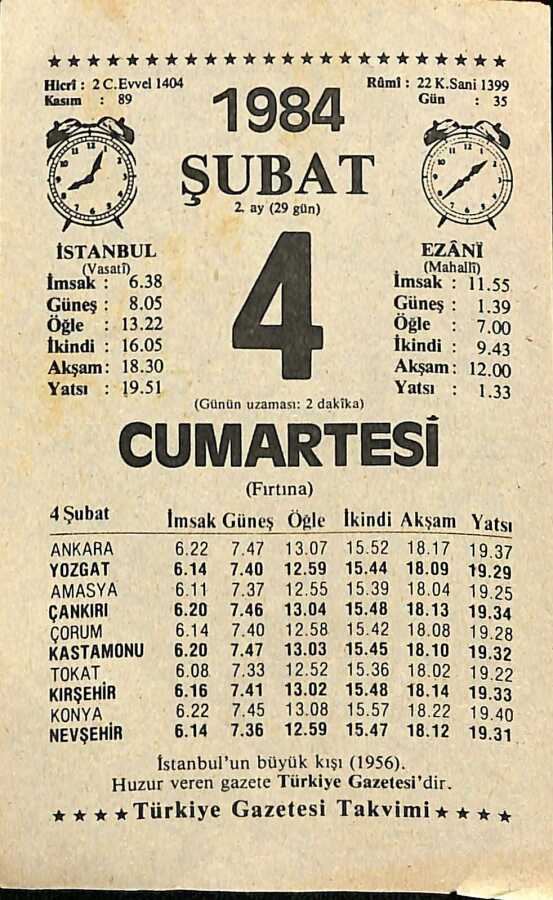 ★★★★★★★★★★★★★★★★★★★★★★★★
Hicrî : 2 C.Evvel 1404
Kasım : 89
Rûmî : 22 K.Sani 1399
Gün : 35
1984
ŞUBAT
2. ay (29 gün)
4
İSTANBUL
(Vasatî)
İmsak : 6.38
Güneş : 8.05
Öğle : 13.22
İkindi : 16.05
Akşam: 18.30
Yatsı : 19.51
EZÂNÎ
(Mahallî)
İmsak : 11.55
Güneş : 1.39
Öğle : 7.00
İkindi : 9.43
Akşam: 12.00
Yatsı : 1.33
(Günün uzaması: 2 dakîka)
CUMARTESİ
(Fırtına)
4 Şubat İmsak Güneş Öğle İkindi Akşam Yatsı
ANKARA 6.22 7.47 13.07 15.52 18.17 19.37
YOZGAT 6.14 7.40 12.59 15.44 18.09 19.29
AMASYA 6.11 7.37 12.55 15.39 18.04 19.25
ÇANKIRI 6.20 7.46 13.04 15.48 18.13 19.34
ÇORUM 6.14 7.40 12.58 15.42 18.08 19.28
KASTAMONU 6.20 7.47 13.03 15.45 18.10 19.32
TOKAT 6.08 7.33 12.52 15.36 18.02 19.22
KIRŞEHİR 6.16 7.41 13.02 15.48 18.14 19.33
KONYA 6.22 7.45 13.08 15.57 18.22 19.40
NEVŞEHİR 6.14 7.36 12.59 15.47 18.12 19.31
İstanbul'un büyük kışı (1956).
Huzur veren gazete Türkiye Gazetesi'dir.
★★★★Türkiye Gazetesi Takvimi★★★★